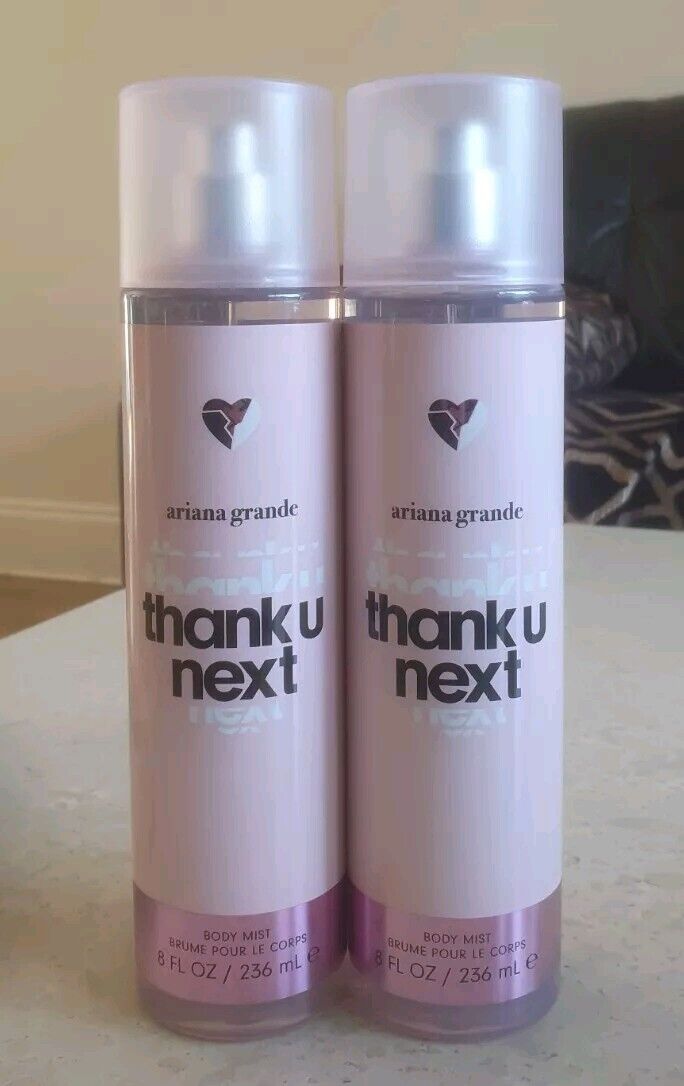 ariana grande
thank u
next
BODY MIST
BRUME POUR LE CORPS
8 FL OZ / 236 mL e
ariana grande
thank u
next
BODY MIST
BRUME POUR LE CORPS
8 FL OZ / 236 mL e